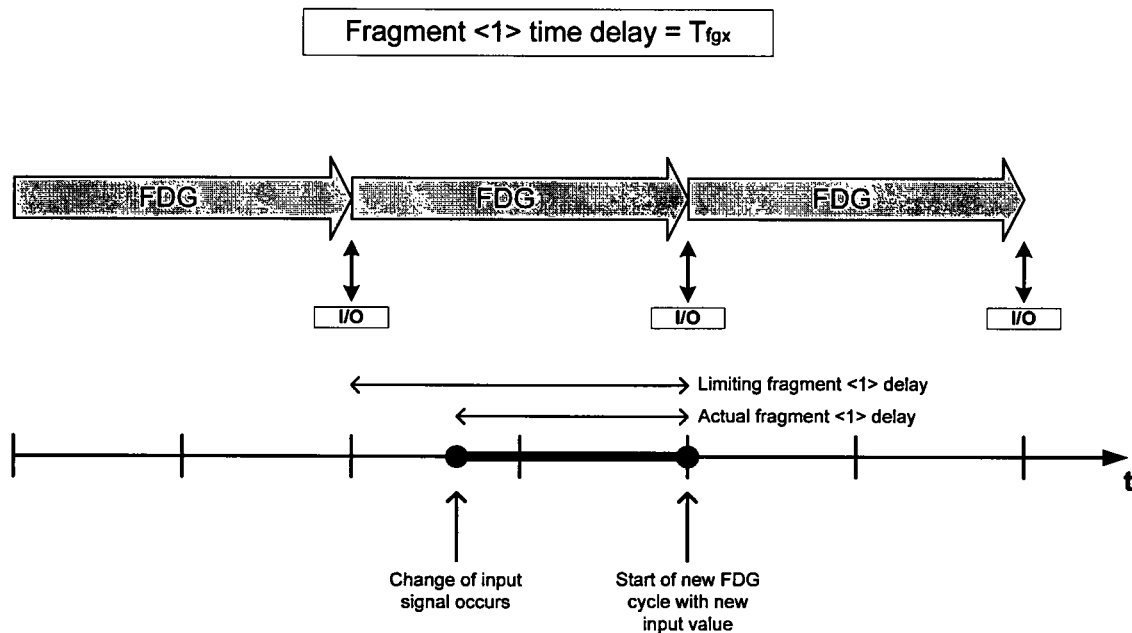 Fragment <1> time delay = Tfgx
FDG FDG FDG
I/O I/O I/O
Limiting fragment <1> delay
Actual fragment <1> delay
t
Change of input
signal occurs
Start of new FDG
cycle with new
input value